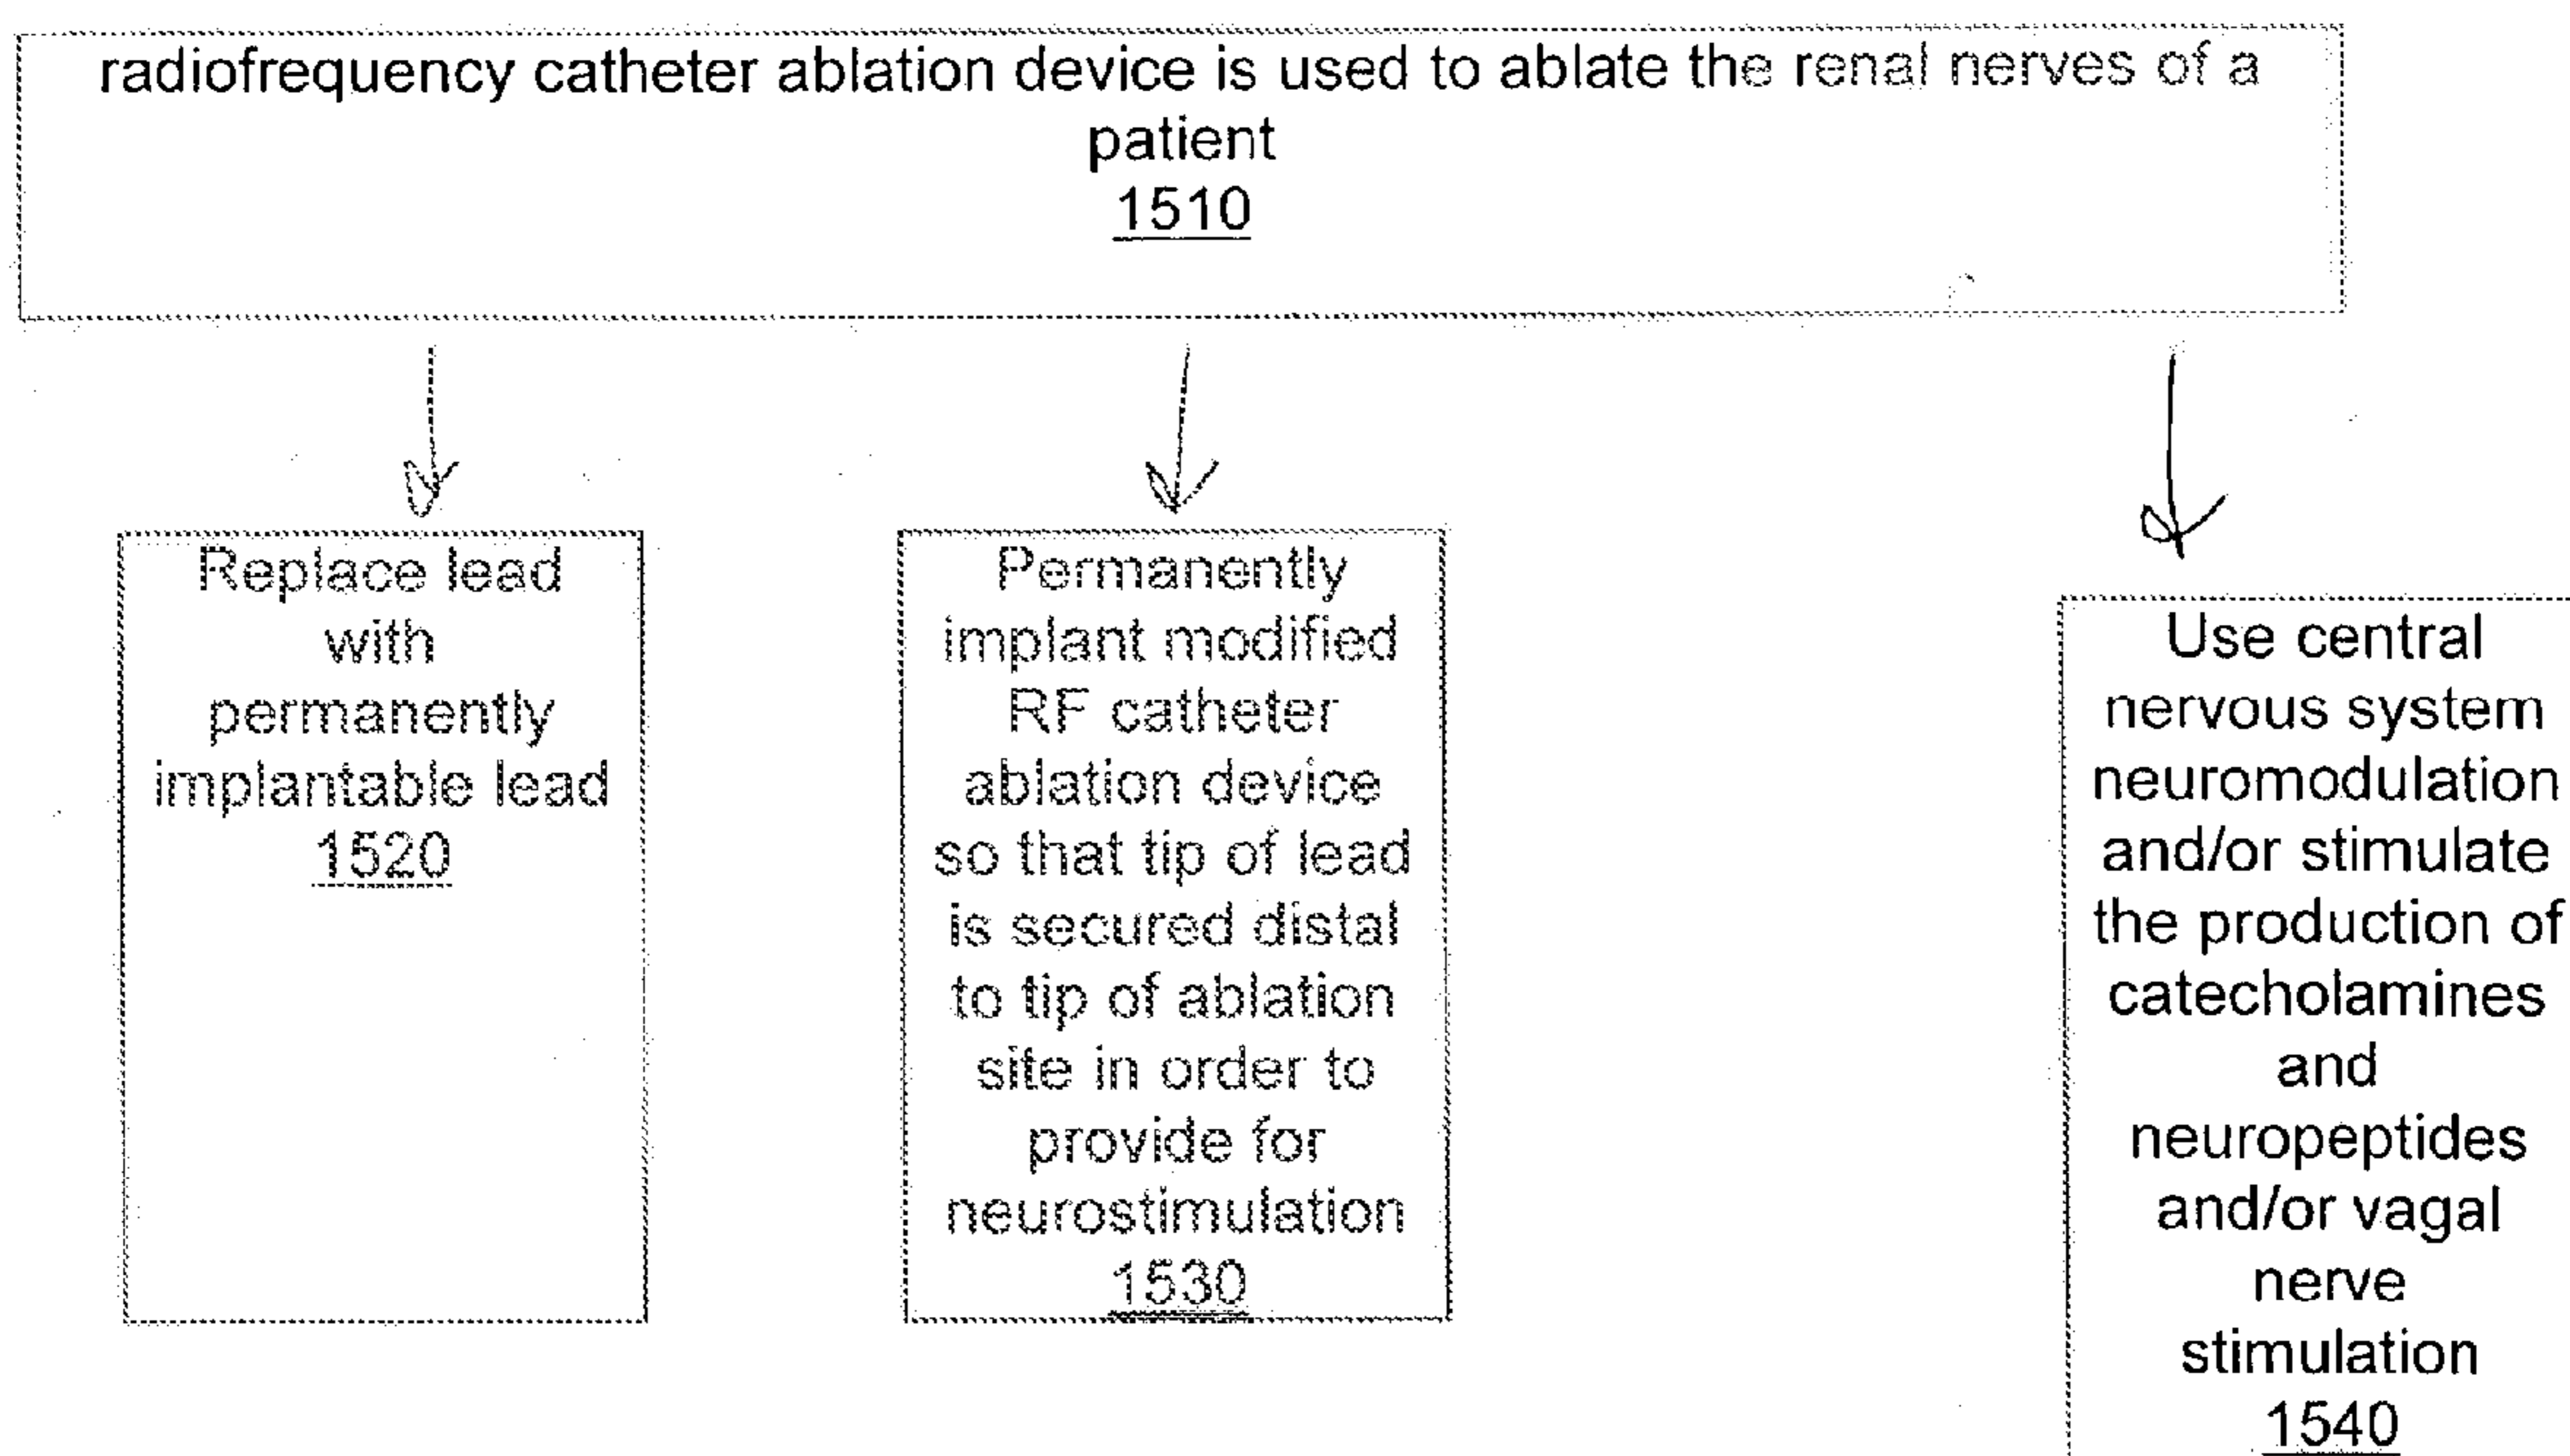 radiofrequency catheter ablation device is used to ablate the renal nerves of a
patient
1510
Replace lead
with
permanently
implantable lead
1520
Permanently
implant modified
RF catheter
ablation device
so that tip of lead
is secured distal
to tip of ablation
site in order to
provide for
neurostimulation
1530
Use central
nervous system
neuromodulation
and/or stimulate
the production of
catecholamines
and
neuropeptides
and/or vagal
nerve
stimulation
1540